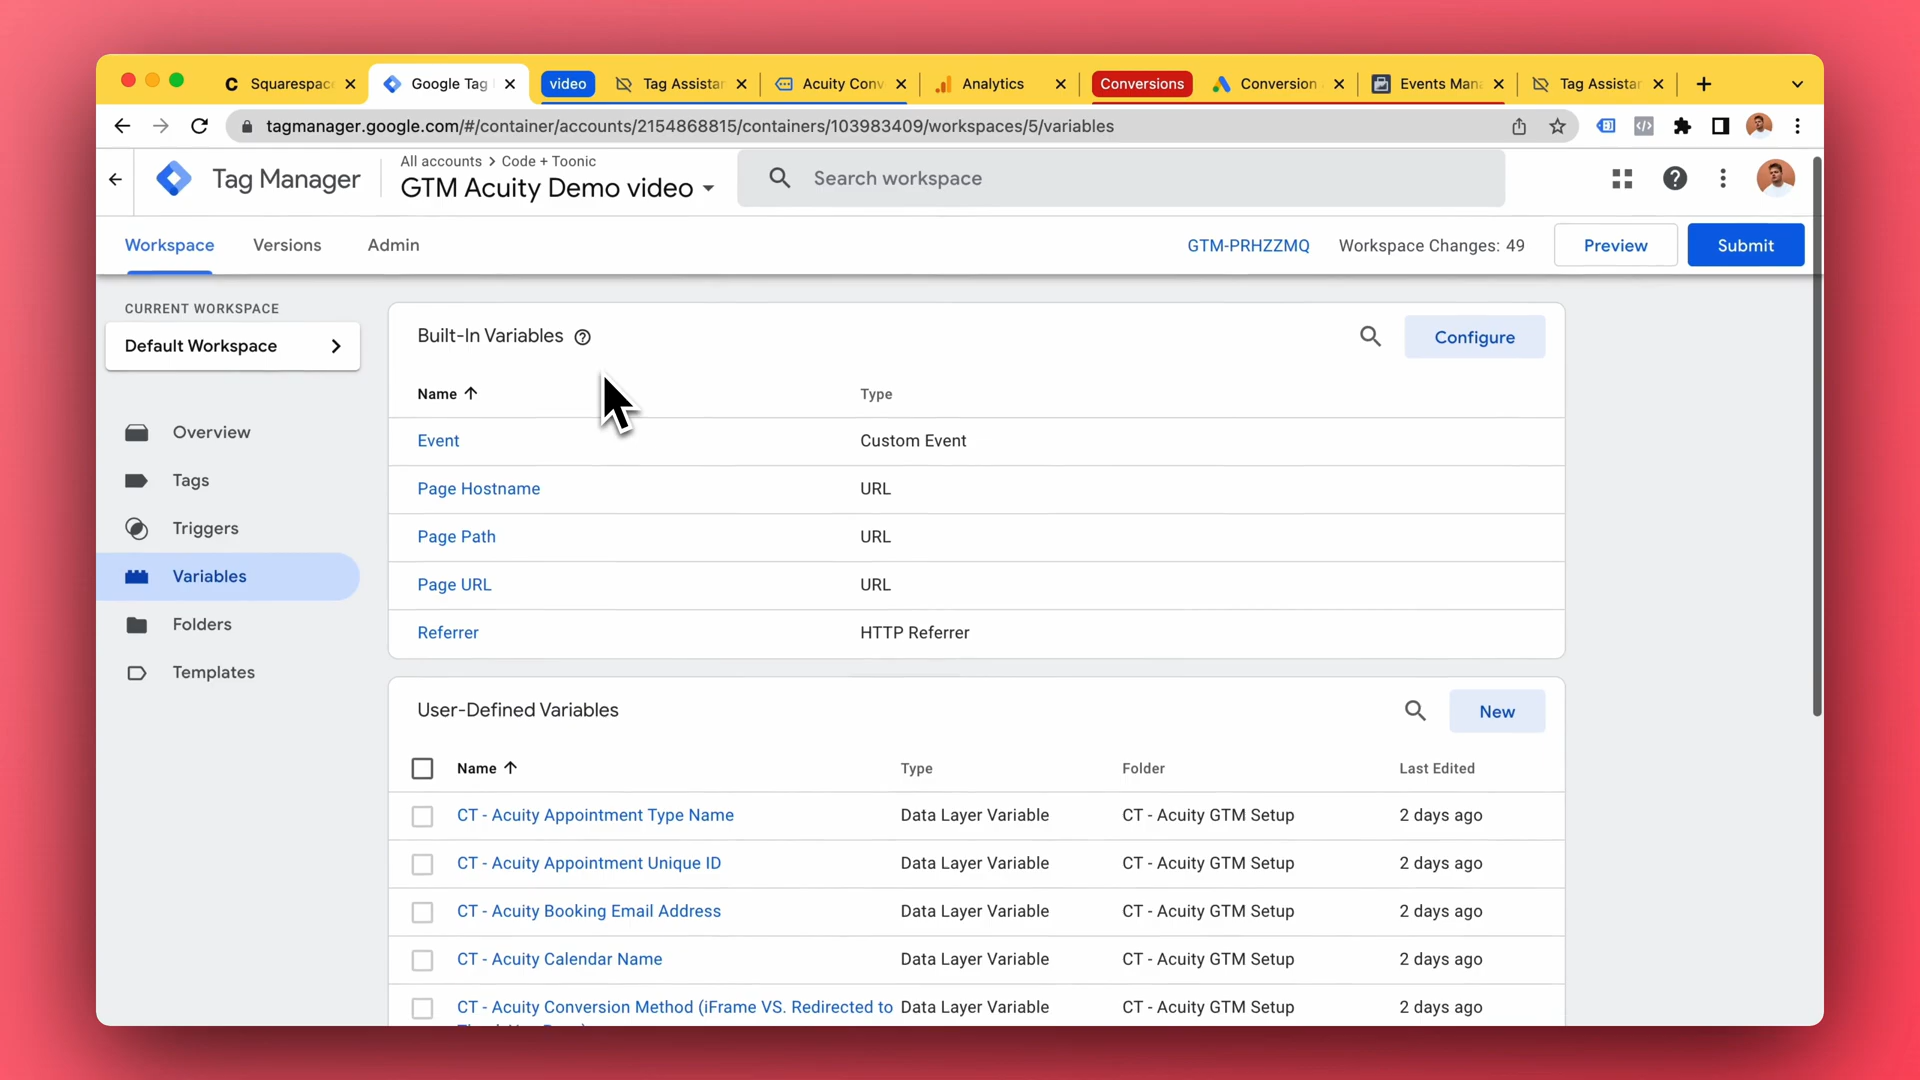 Squarespac
Google Tag
video
Tag Assistan
Acuity Conv
Analytics
Conversions
Conversion
Events Man
Tag Assistar
tagmanager.google.com/#/container/accounts/2154868815/containers/103983409/workspaces/5/variables
Tag Manager
All accounts > Code + Toonic
GTM Acuity Demo video
Search workspace
Workspace
Versions
Admin
GTM-PRHZZMQ
Workspace Changes: 49
Preview
Submit
CURRENT WORKSPACE
Default Workspace
Overview
Tags
Triggers
Variables
Folders
Templates
Built-In Variables
Configure
Name Type
Event Custom Event
Page Hostname URL
Page Path URL
Page URL URL
Referrer HTTP Referrer
User-Defined Variables
New
Name Type Folder Last Edited
CT - Acuity Appointment Type Name Data Layer Variable CT - Acuity GTM Setup 2 days ago
CT - Acuity Appointment Unique ID Data Layer Variable CT - Acuity GTM Setup 2 days ago
CT - Acuity Booking Email Address Data Layer Variable CT - Acuity GTM Setup 2 days ago
CT - Acuity Calendar Name Data Layer Variable CT - Acuity GTM Setup 2 days ago
CT - Acuity Conversion Method (iFrame VS. Redirected to Data Layer Variable CT - Acuity GTM Setup 2 days ago